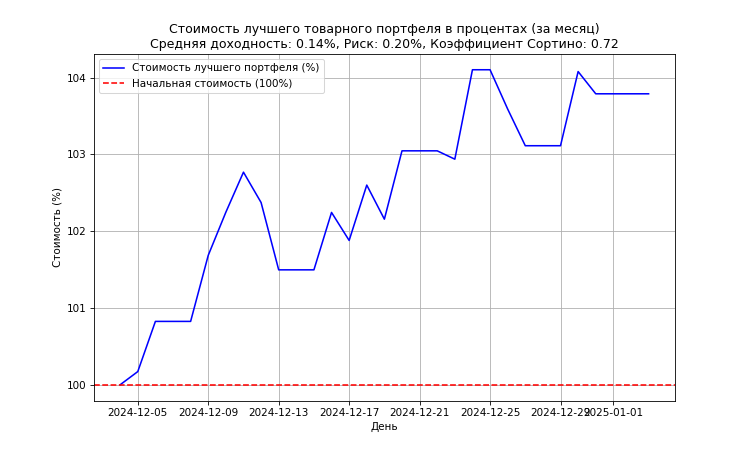 Стоимость лучшего товарного портфеля в процентах (за месяц)
Средняя доходность: 0.14%, Риск: 0.20%, Коэффициент Сортино: 0.72
Стоимость лучшего портфеля (%)
Начальная стоимость (100%)
Стоимость (%)
104
103
102
101
100
2024-12-05 2024-12-09 2024-12-13 2024-12-17 2024-12-21 2024-12-25 2024-12-29 2025-01-01
День